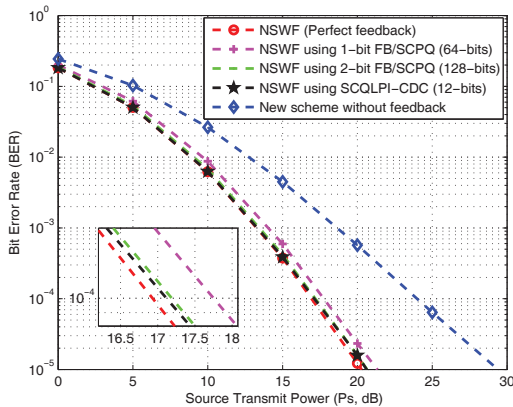 NSWF (Perfect feedback)
NSWF using 1-bit FB/SCPQ (64-bits)
NSWF using 2-bit FB/SCPQ (128-bits)
NSWF using SCQLPI-CDC (12-bits)
New scheme without feedback
Bit Error Rate (BER)
10^0
10^-1
10^-2
10^-3
10^-4
10^-5
10^-4
16.5 17 17.5 18
0 5 10 15 20 25 30
Source Transmit Power (Ps, dB)